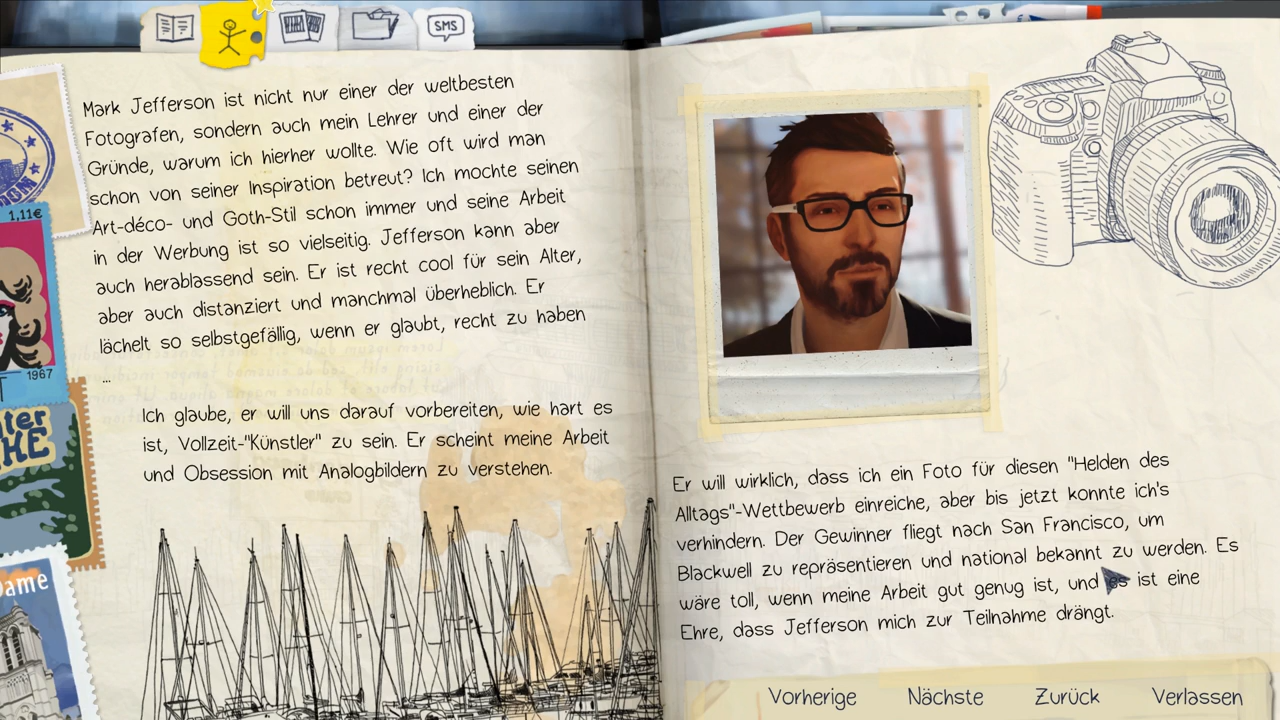 SMS
Mark Jefferson ist nicht nur einer der weltbesten
Fotografen, sondern auch mein Lehrer und einer der
Gründe, warum ich hierher wollte. Wie oft wird man
schon von seiner Inspiration betreut? Ich mochte seinen
Art-déco- und Goth-Stil schon immer und seine Arbeit
in der Werbung ist so vielseitig. Jefferson kann aber
auch herablassend sein. Er ist recht cool für sein Alter,
aber auch distanziert und manchmal überheblich. Er
lächelt so selbstgefällig, wenn er glaubt, recht zu haben
...
Ich glaube, er will uns darauf vorbereiten, wie hart es
ist, Vollzeit-"Künstler" zu sein. Er scheint meine Arbeit
und Obsession mit Analogbildern zu verstehen.
1,11€
1967
Er will wirklich, dass ich ein Foto für diesen "Helden des
Alltags"-Wettbewerb einreiche, aber bis jetzt konnte ich's
verhindern. Der Gewinner fliegt nach San Francisco, um
Blackwell zu repräsentieren und national bekannt zu werden. Es
wäre toll, wenn meine Arbeit gut genug ist, und es ist eine
Ehre, dass Jefferson mich zur Teilnahme drängt.
Vorherige Nächste Zurück Verlassen